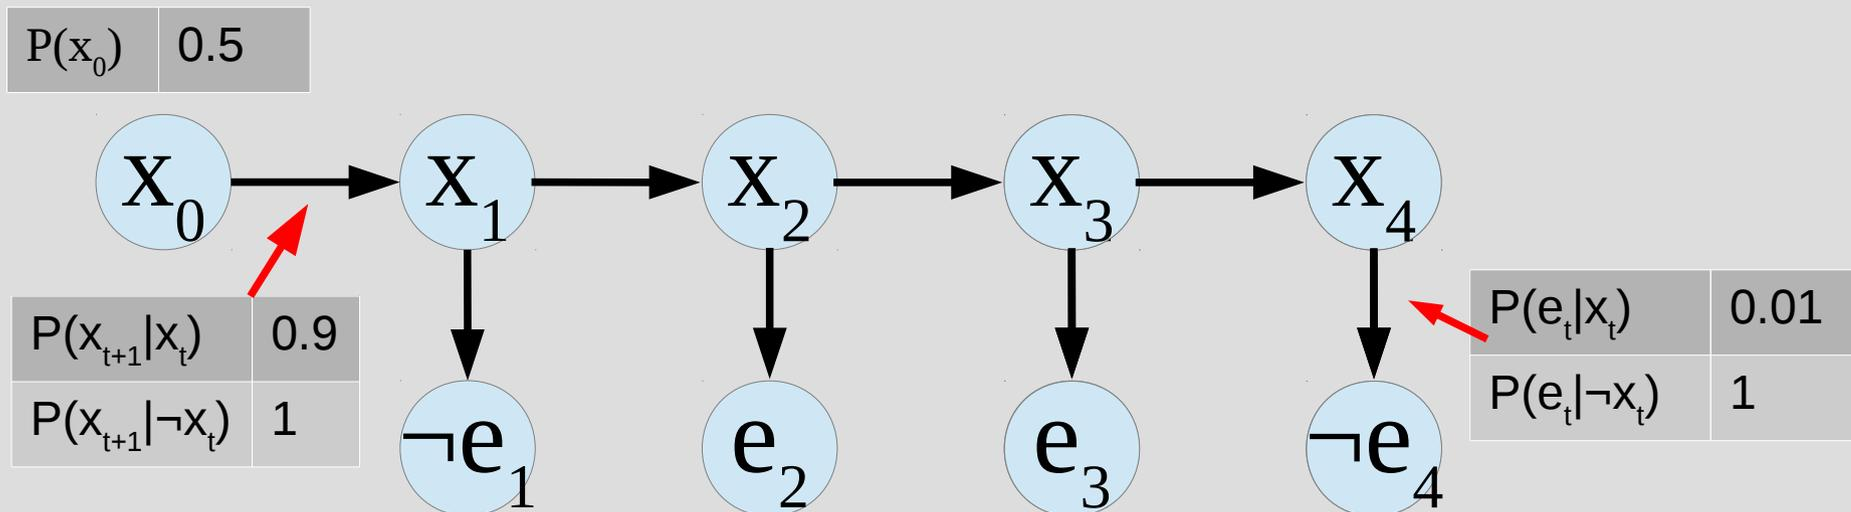 P(x₀) 0.5
x₀ x₁ x₂ x₃ x₄
P(xₜ₊₁|xₜ) 0.9
P(xₜ₊₁|¬xₜ) 1
P(eₜ|xₜ) 0.01
P(eₜ|¬xₜ) 1
¬e₁ e₂ e₃ ¬e₄